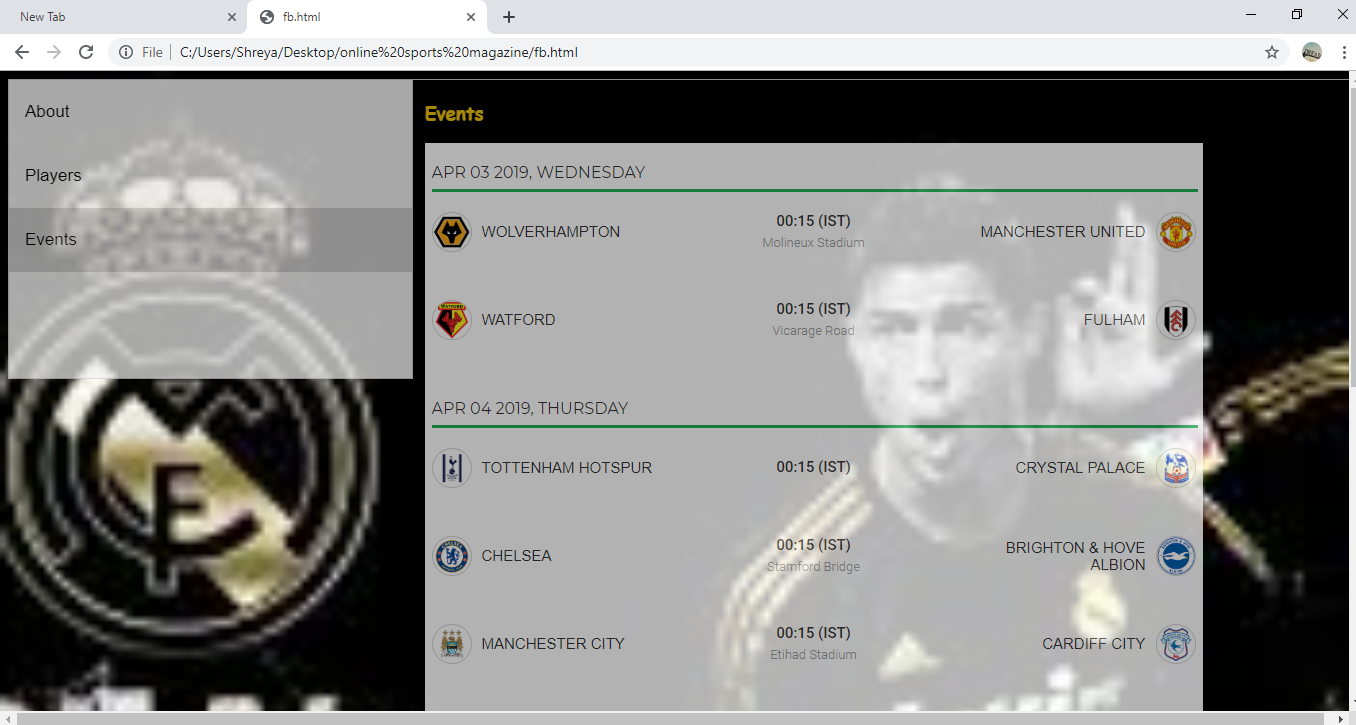 New Tab
fb.html
File
C:/Users/Shreya/Desktop/online%20sports%20magazine/fb.html
About
Players
Events
Events
APR 03 2019, WEDNESDAY
WOLVERHAMPTON
00:15 (IST)
Molineux Stadium
MANCHESTER UNITED
WATFORD
00:15 (IST)
Vicarage Road
FULHAM
APR 04 2019, THURSDAY
TOTTENHAM HOTSPUR
00:15 (IST)
CRYSTAL PALACE
CHELSEA
00:15 (IST)
Stamford Bridge
BRIGHTON & HOVE
ALBION
MANCHESTER CITY
00:15 (IST)
Etihad Stadium
CARDIFF CITY